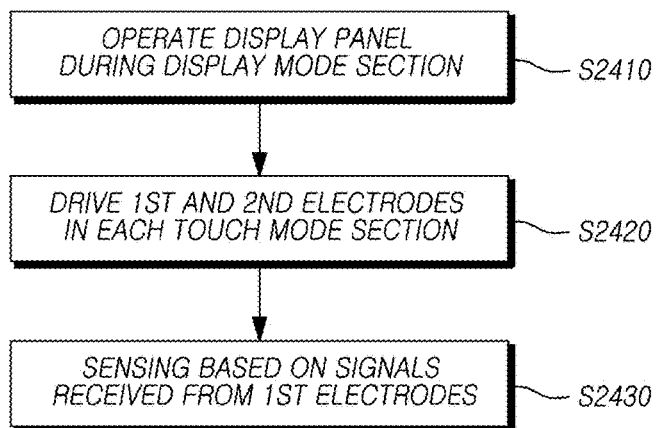 OPERATE DISPLAY PANEL
DURING DISPLAY MODE SECTION
S2410
DRIVE 1ST AND 2ND ELECTRODES
IN EACH TOUCH MODE SECTION
S2420
SENSING BASED ON SIGNALS
RECEIVED FROM 1ST ELECTRODES
S2430